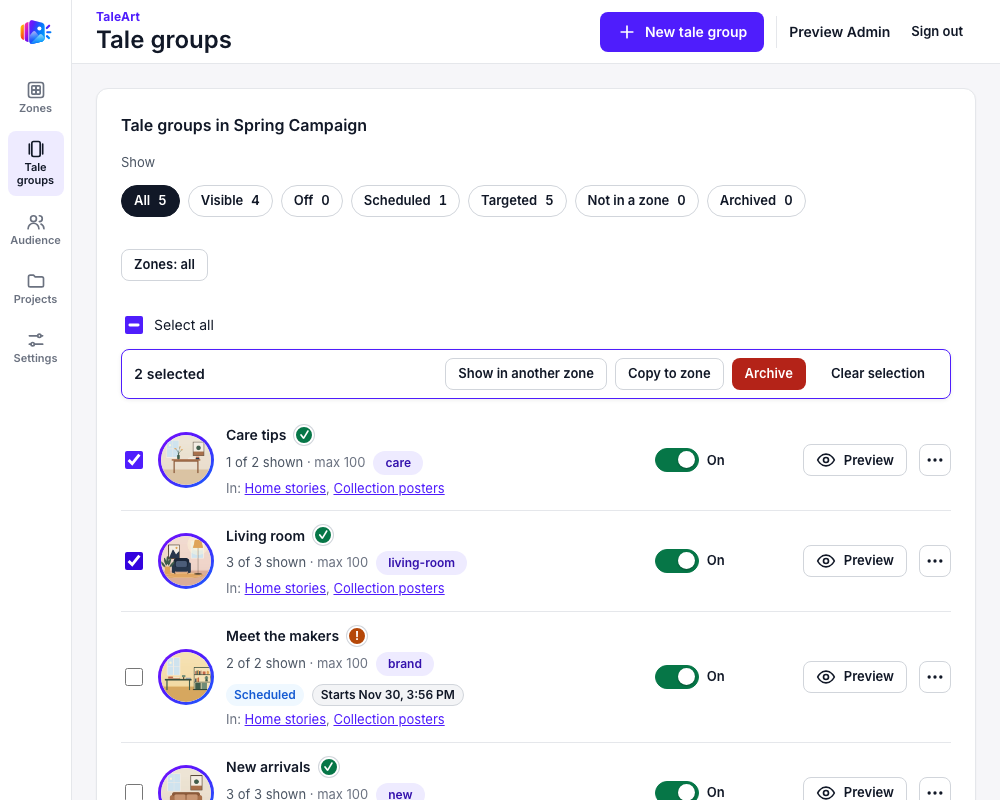 TaleArt
Tale groups
New tale group
Preview Admin
Sign out
Zones
Tale groups
Audience
Projects
Settings
Tale groups in Spring Campaign
Show
All 5
Visible 4
Off 0
Scheduled 1
Targeted 5
Not in a zone 0
Archived 0
Zones: all
Select all
2 selected
Show in another zone
Copy to zone
Archive
Clear selection
Care tips
1 of 2 shown · max 100 care
In: Home stories, Collection posters
On
Preview
Living room
3 of 3 shown · max 100 living-room
In: Home stories, Collection posters
On
Preview
Meet the makers
2 of 2 shown · max 100 brand
Scheduled Starts Nov 30, 3:56 PM
In: Home stories, Collection posters
On
Preview
New arrivals
3 of 3 shown · max 100 new
On
Preview